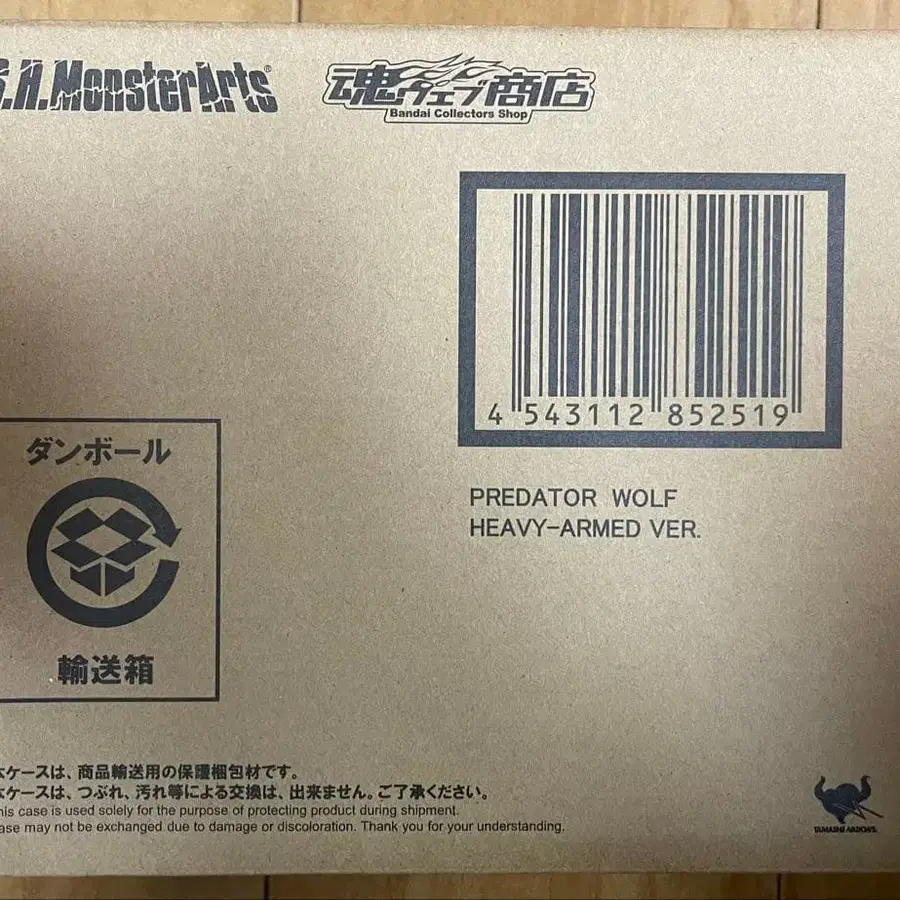 S.H.MonsterArts®
魂ウェブ商店
Bandai Collectors Shop
4 543112 852519
PREDATOR WOLF
HEAVY-ARMED VER.
ダンボール
輸送箱
本ケースは、商品輸送用の保護梱包材です。
本ケースは、つぶれ、汚れ等による交換は、出来ません。ご了承ください。
his case is used solely for the purpose of protecting product during shipment.
ase may not be exchanged due to damage or discoloration. Thank you for your understanding.
TAMASHII NATIONS